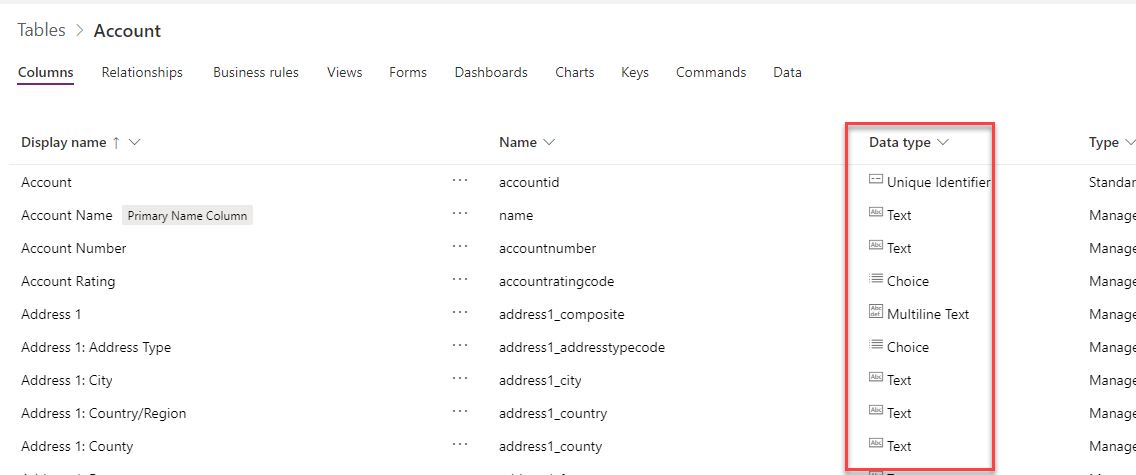 Tables > Account
Columns Relationships Business rules Views Forms Dashboards Charts Keys Commands Data
Display name ↑ Name Data type Type
Account ··· accountid Unique Identifier Standar
Account Name Primary Name Column ··· name Text Manage
Account Number ··· accountnumber Text Manage
Account Rating ··· accountratingcode Choice Manage
Address 1 ··· address1_composite Multiline Text Manage
Address 1: Address Type ··· address1_addresstypecode Choice Manage
Address 1: City ··· address1_city Text Manage
Address 1: Country/Region ··· address1_country Text Manage
Address 1: County ··· address1_county Text Manage